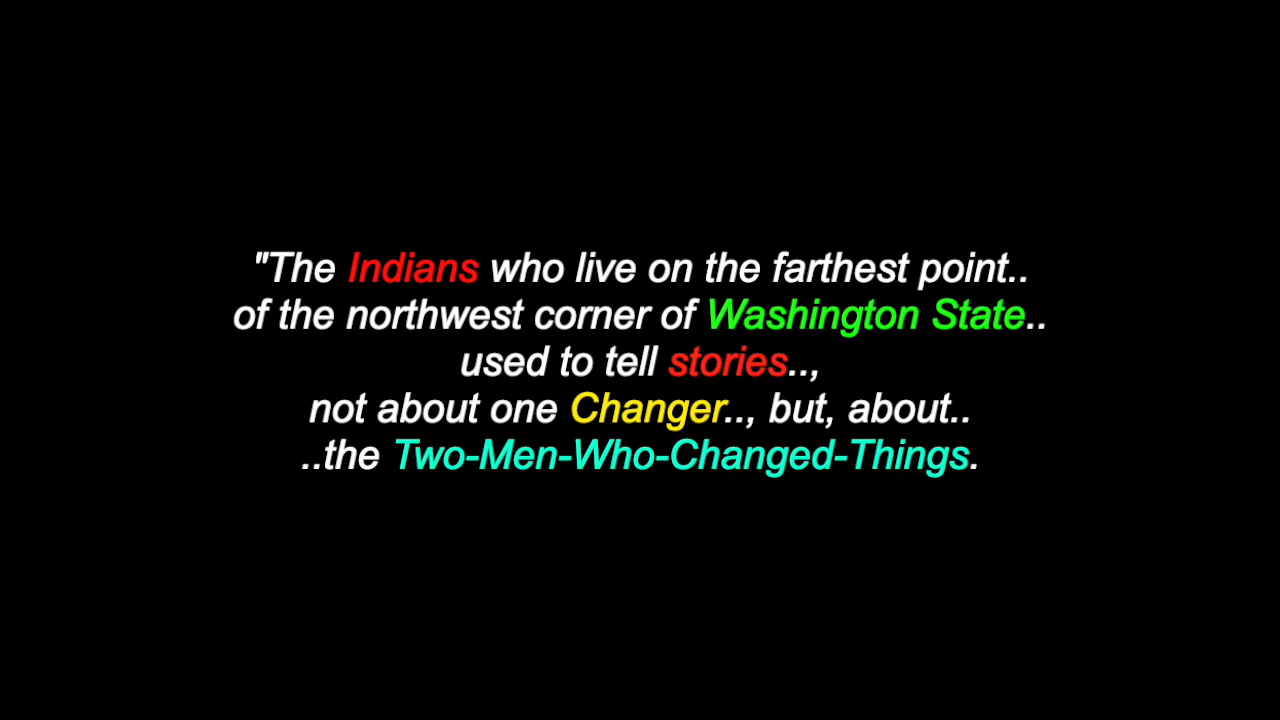 "The Indians who live on the farthest point..
of the northwest corner of Washington State..
used to tell stories..,
not about one Changer.., but, about..
..the Two-Men-Who-Changed-Things.